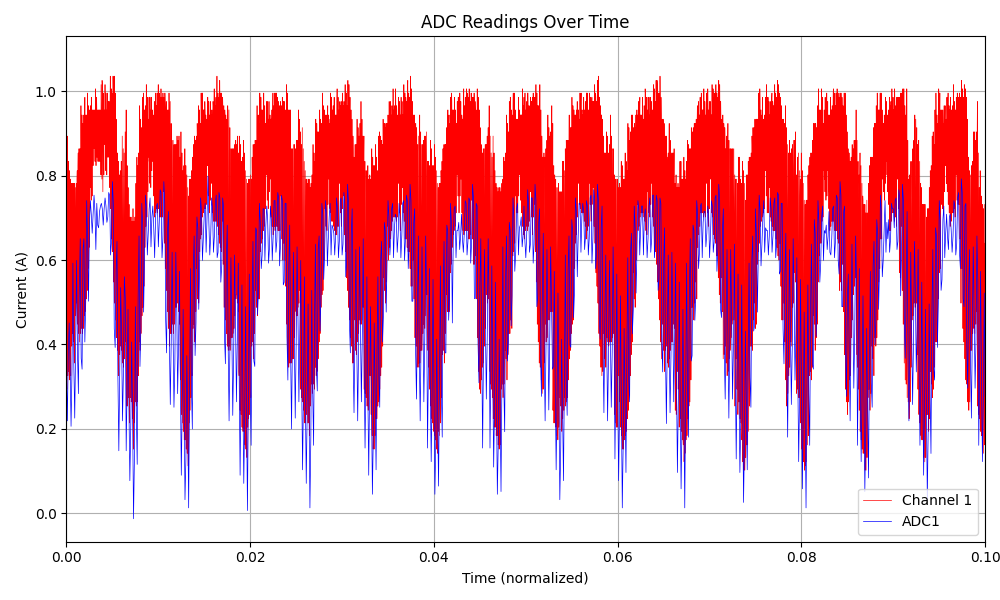 ADC Readings Over Time
Current (A)
1.0
0.8
0.6
0.4
0.2
0.0
Channel 1
ADC1
0.00 0.02 0.04 0.06 0.08 0.10
Time (normalized)